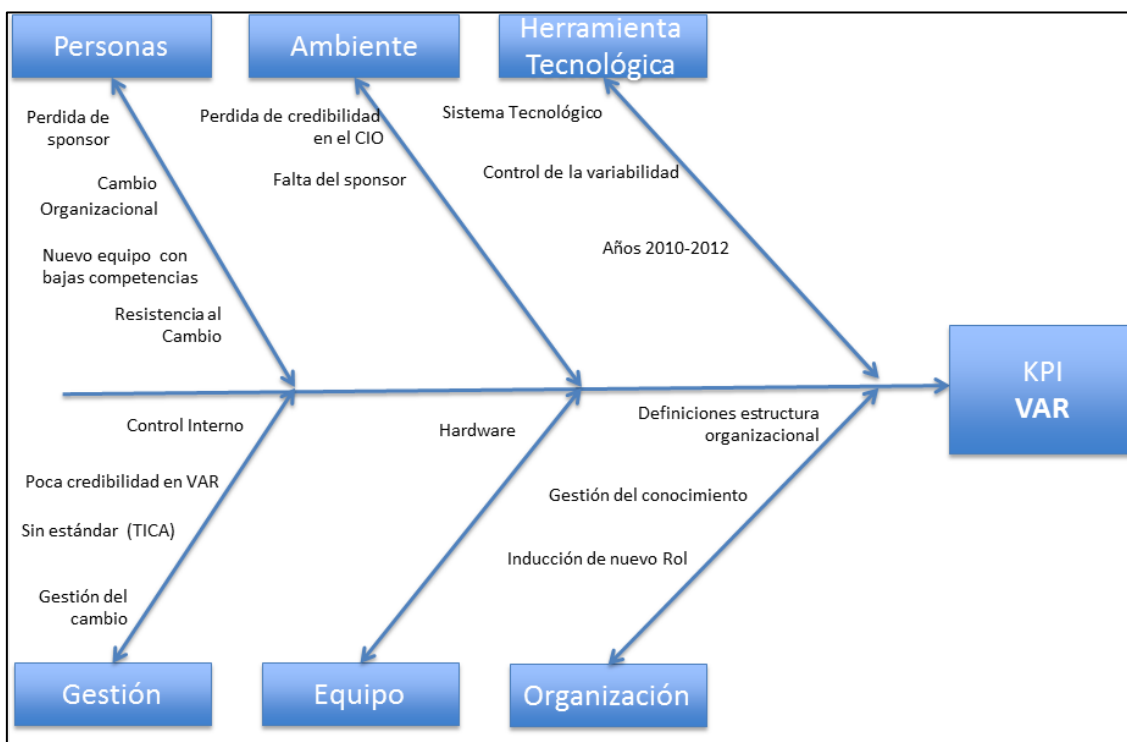 Personas
Ambiente
Herramienta
Tecnológica
Perdida de
sponsor
Cambio
Organizacional
Nuevo equipo con
bajas competencias
Resistencia al
Cambio
Perdida de credibilidad
en el CIO
Falta del sponsor
Sistema Tecnológico
Control de la variabilidad
Años 2010-2012
KPI
VAR
Control Interno
Poca credibilidad en VAR
Sin estándar (TICA)
Gestión del
cambio
Hardware
Definiciones estructura
organizacional
Gestión del conocimiento
Inducción de nuevo Rol
Gestión
Equipo
Organización